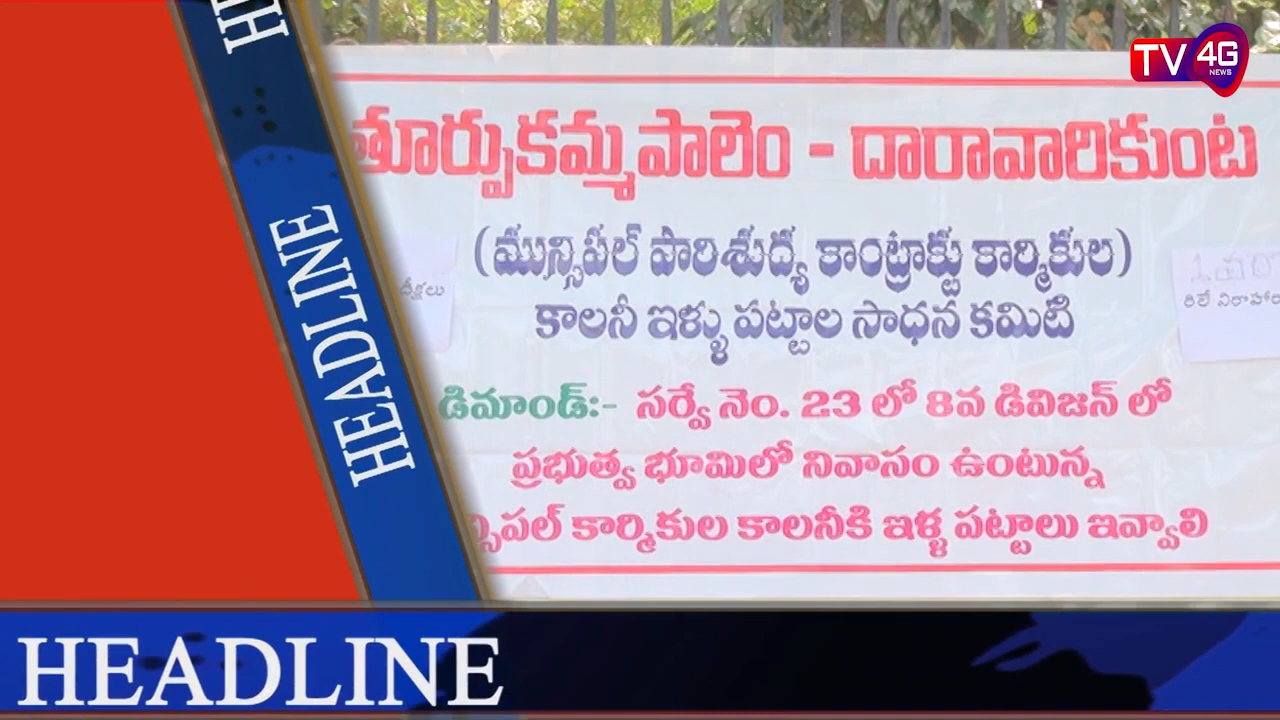 TV 4G NEWS
HEADLINE
తూర్పుకమ్మపాలెం - దారావారికుంట
(మున్సిపల్ పారిశుద్య కాంట్రాక్టు కార్మికుల)
కాలనీ ఇళ్ళు పట్టాల సాధన కమిటి
రిలే
డిమాండ్:- సర్వే నెం. 23 లో 8వ డివిజన్ లో
ప్రభుత్వ భూమిలో నివాసం ఉంటున్న
కార్మికుల కాలనీకి ఇళ్ళ పట్టాలు ఇవ్వాలి
HEADLINE